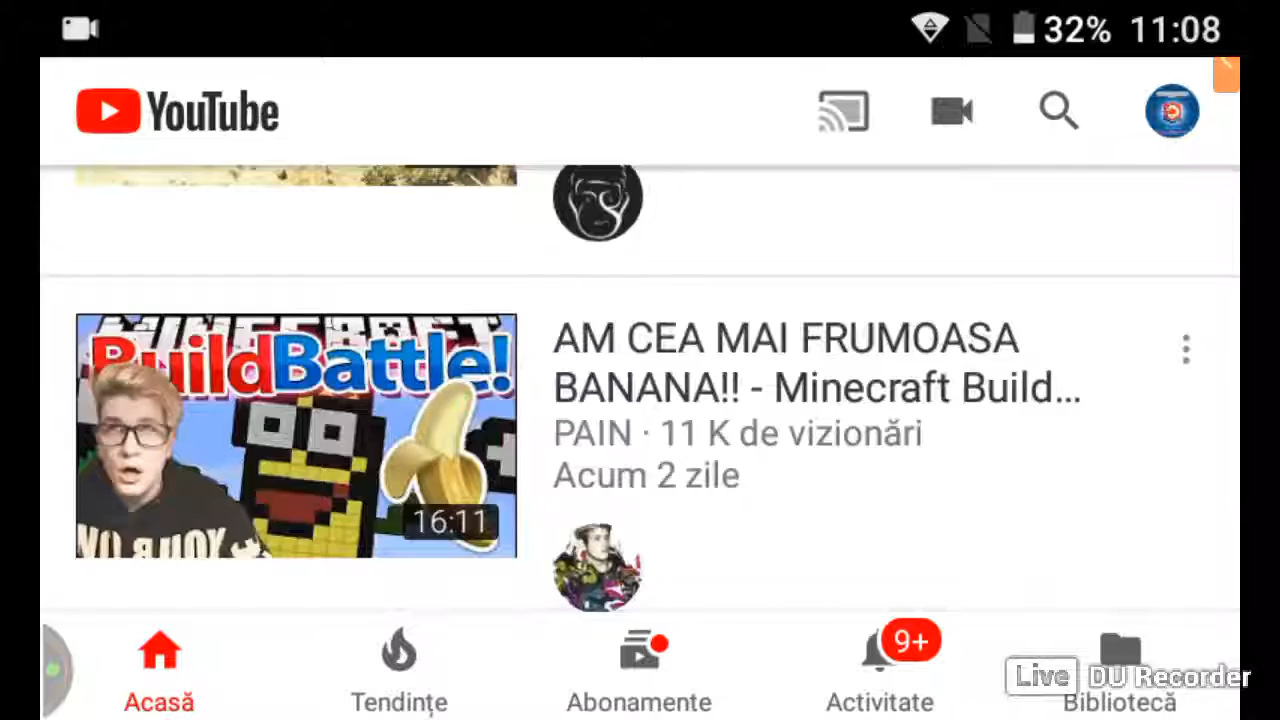 32% 11:08
YouTube
MINECRAFT
BuildBattle!
16:11
AM CEA MAI FRUMOASA
BANANA!! - Minecraft Build...
PAIN · 11 K de vizionări
Acum 2 zile
9+
Acasă
Tendințe
Abonamente
Activitate
Bibliotecă
Live DU Recorder